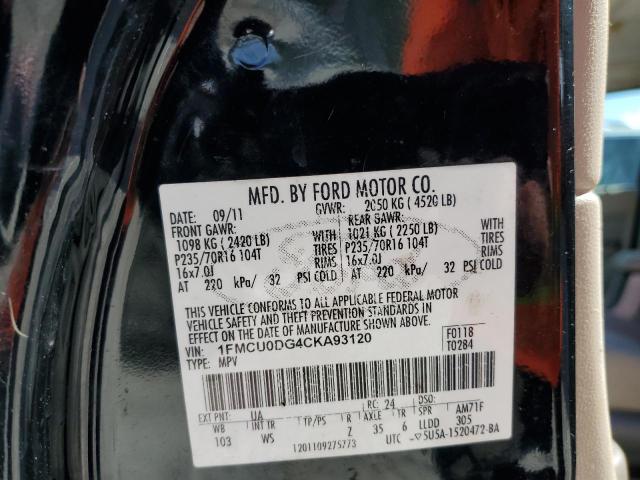 MFD. BY FORD MOTOR CO.
DATE: 09/11 GVWR: 2050 KG (4520 LB)
FRONT GAWR: REAR GAWR:
1098 KG (2420 LB) WITH 1021 KG (2250 LB) WITH
P235/70R16 104T TIRES P235/70R16 104T TIRES
16x7.0J RIMS 16x7.0J RIMS
AT 220 kPa/ 32 PSI COLD AT 220 kPa/ 32 PSI COLD
THIS VEHICLE CONFORMS TO ALL APPLICABLE FEDERAL MOTOR
VEHICLE SAFETY AND THEFT PREVENTION STANDARDS IN
EFFECT ON THE DATE OF MANUFACTURE SHOWN ABOVE.
VIN: 1FMCU0DG4CKA93120 F0118
TYPE: MPV T0284
EXT PNT: UA RC: 24 DSO:
WB INT TR TP/PS R AXLE TR SPR AM71F
103 WS 2 35 6 LLDD 305
1201109275773 UTC ▽5U5A-1520472-BA